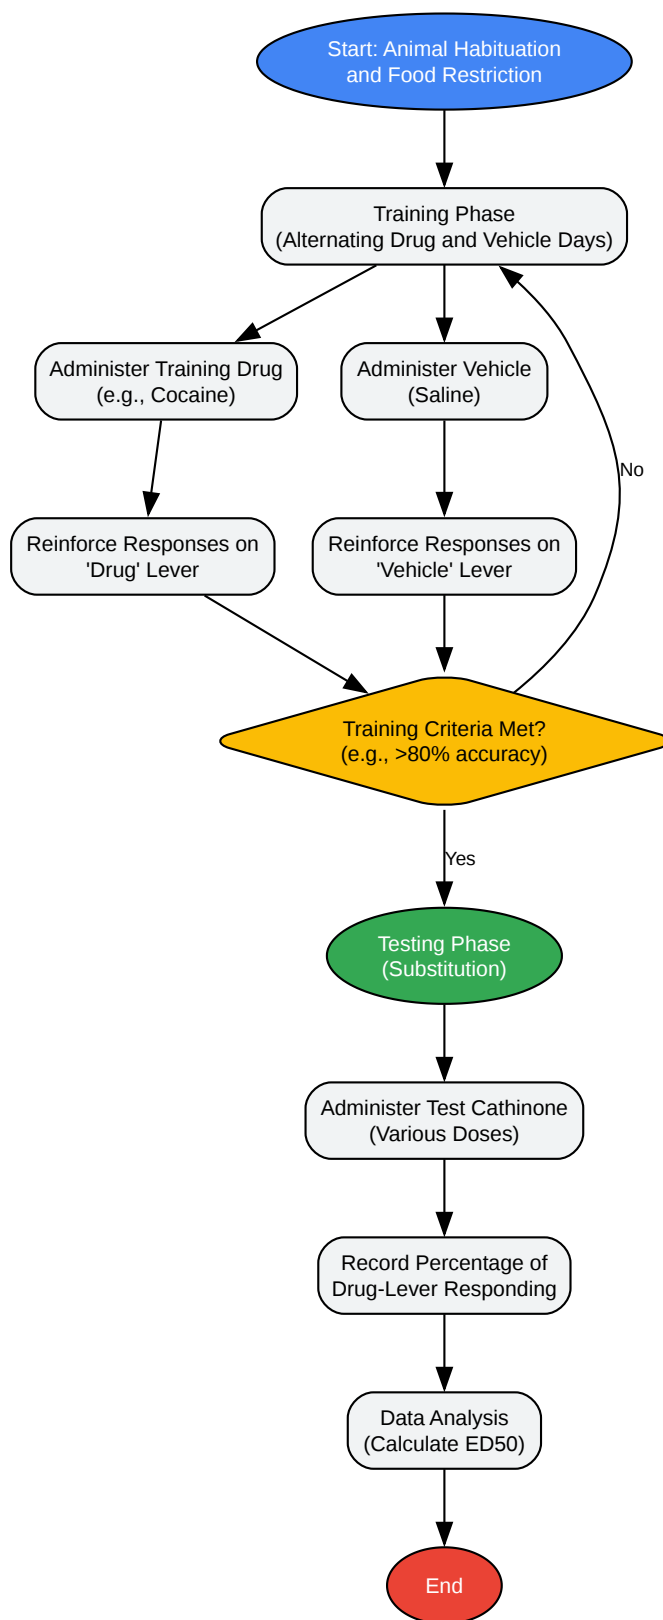 Start: Animal Habituation
and Food Restriction
Training Phase
(Alternating Drug and Vehicle Days)
Administer Training Drug
(e.g., Cocaine)
Administer Vehicle
(Saline)
Reinforce Responses on
'Drug' Lever
Reinforce Responses on
'Vehicle' Lever
No
Training Criteria Met?
(e.g., >80% accuracy)
Yes
Testing Phase
(Substitution)
Administer Test Cathinone
(Various Doses)
Record Percentage of
Drug-Lever Responding
Data Analysis
(Calculate ED50)
End